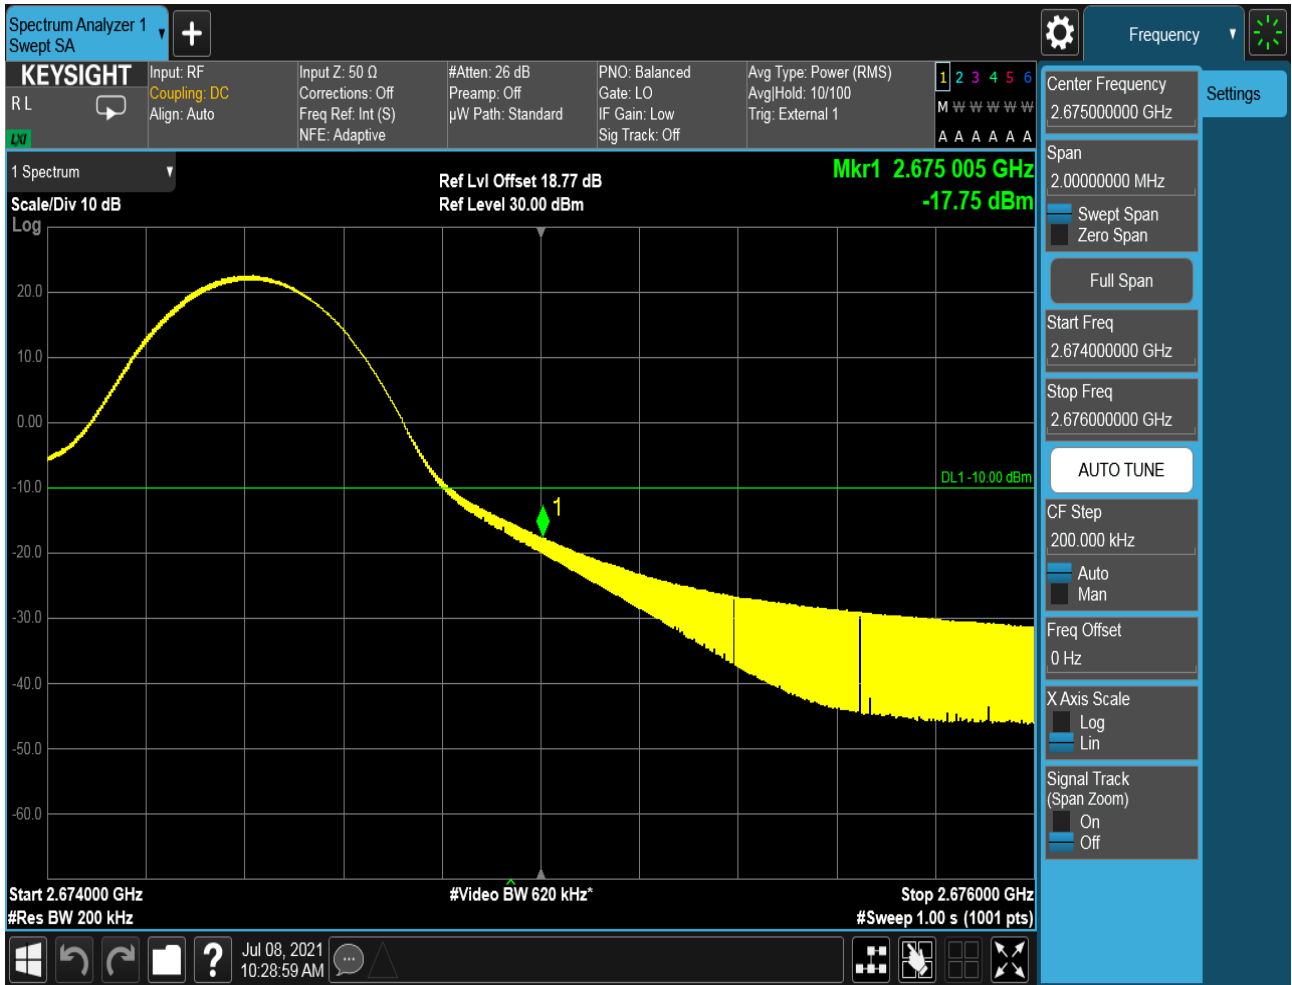 Spectrum Analyzer 1
Swept SA
Frequency
KEYSIGHT
R L
LXI
Input: RF
Coupling: DC
Align: Auto
Input Z: 50 Ω
Corrections: Off
Freq Ref: Int (S)
NFE: Adaptive
#Atten: 26 dB
Preamp: Off
µW Path: Standard
PNO: Balanced
Gate: LO
IF Gain: Low
Sig Track: Off
Avg Type: Power (RMS)
Avg|Hold: 10/100
Trig: External 1
1 2 3 4 5 6
M W W W W W
A A A A A A
1 Spectrum
Scale/Div 10 dB
Log
Ref Lvl Offset 18.77 dB
Ref Level 30.00 dBm
Mkr1 2.675 005 GHz
-17.75 dBm
20.0
10.0
0.00
-10.0
-20.0
-30.0
-40.0
-50.0
-60.0
DL1 -10.00 dBm
1
Start 2.674000 GHz
#Res BW 200 kHz
#Video BW 620 kHz*
Stop 2.676000 GHz
#Sweep 1.00 s (1001 pts)
Jul 08, 2021
10:28:59 AM
?
Center Frequency
2.675000000 GHz
Settings
Span
2.00000000 MHz
Swept Span
Zero Span
Full Span
Start Freq
2.674000000 GHz
Stop Freq
2.676000000 GHz
AUTO TUNE
CF Step
200.000 kHz
Auto
Man
Freq Offset
0 Hz
X Axis Scale
Log
Lin
Signal Track
(Span Zoom)
On
Off